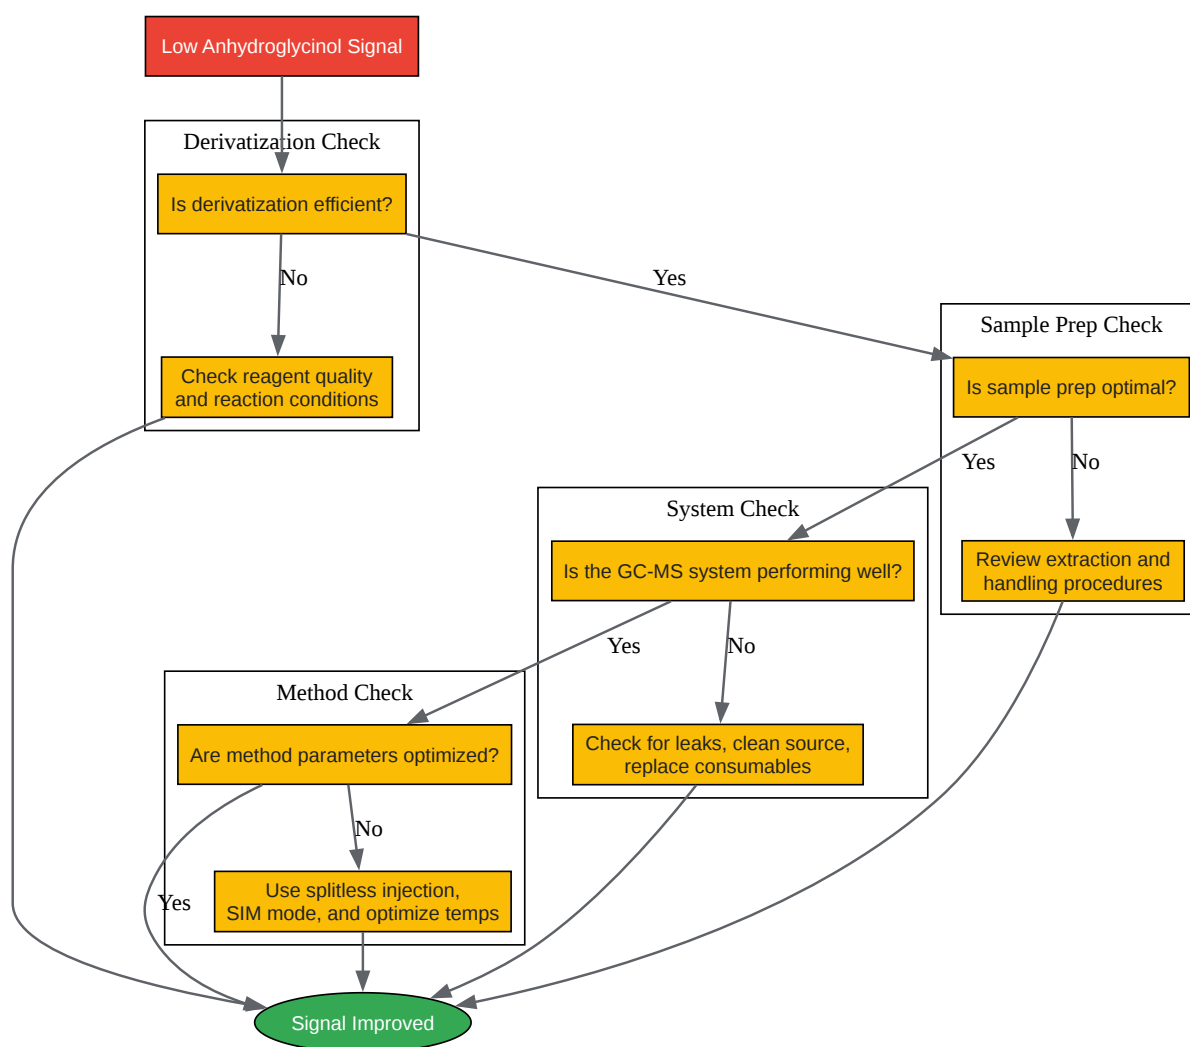 Low Anhydroglycinol Signal
Derivatization Check
Is derivatization efficient?
No
Yes
Check reagent quality
and reaction conditions
Sample Prep Check
Is sample prep optimal?
Yes
No
Review extraction and
handling procedures
System Check
Is the GC-MS system performing well?
Yes
No
Check for leaks, clean source,
replace consumables
Method Check
Are method parameters optimized?
No
Yes
Use splitless injection,
SIM mode, and optimize temps
Signal Improved